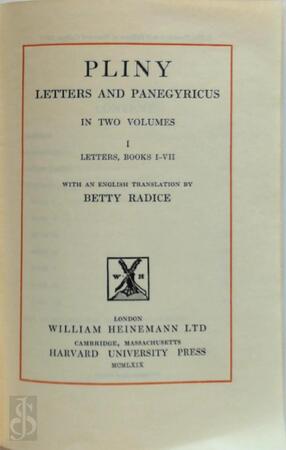 PLINY
LETTERS AND PANEGYRICUS
IN TWO VOLUMES
I
LETTERS, BOOKS I–VII
WITH AN ENGLISH TRANSLATION BY
BETTY RADICE
W H
LONDON
WILLIAM HEINEMANN LTD
CAMBRIDGE, MASSACHUSETTS
HARVARD UNIVERSITY PRESS
MCMLXIX